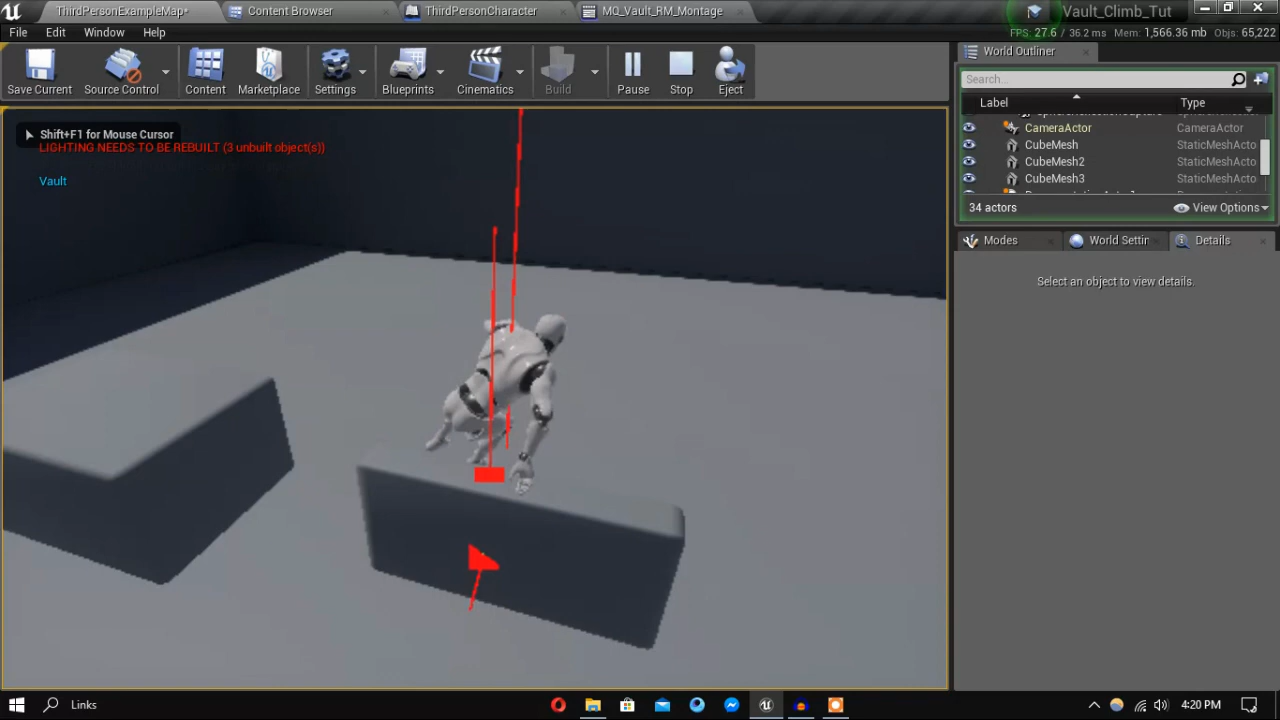 ThirdPersonExampleMap*
Content Browser
ThirdPersonCharacter
MQ_Vault_RM_Montage
Vault_Climb_Tut
File Edit Window Help
FPS: 27.6 / 36.2 ms Mem: 1,566.36 mb Objs: 65,222
Save Current
Source Control
Content
Marketplace
Settings
Blueprints
Cinematics
Build
Pause
Stop
Eject
World Outliner
Search...
Label Type
CameraActor CameraActor
CubeMesh StaticMeshActo
CubeMesh2 StaticMeshActo
CubeMesh3 StaticMeshActo
34 actors View Options
Modes World Settin Details
Select an object to view details.
Shift+F1 for Mouse Cursor
LIGHTING NEEDS TO BE REBUILT (3 unbuilt object(s))
Vault
Links
4:20 PM